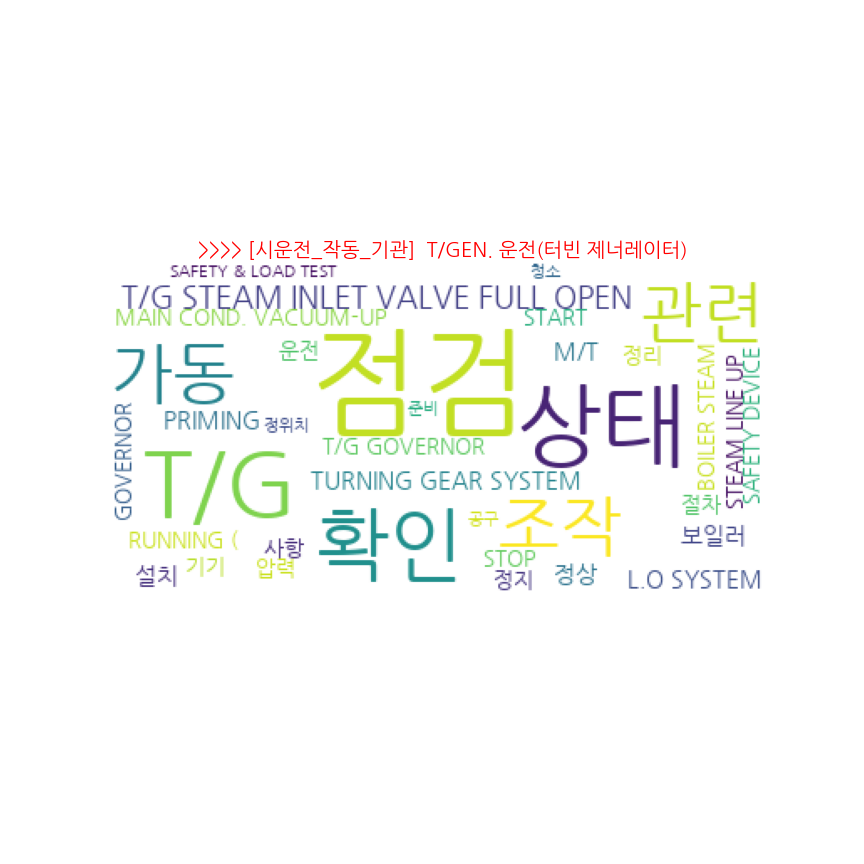 >>>> [시운전_작동_기관]  T/GEN. 운전(터빈 제너레이터)
SAFETY & LOAD TEST
청소
T/G STEAM INLET VALVE FULL OPEN
관련
MAIN COND. VACUUM-UP
START
가동
운전
점검
M/T
정리
BOILER STEAM
STEAM LINE UP
SAFETY DEVICE
GOVERNOR
PRIMING
정위치
준비
상태
T/G GOVERNOR
T/G
TURNING GEAR SYSTEM
확인
공구
조작
절차
보일러
RUNNING (
사항
STOP
설치
기기
압력
정지
정상
L.O SYSTEM